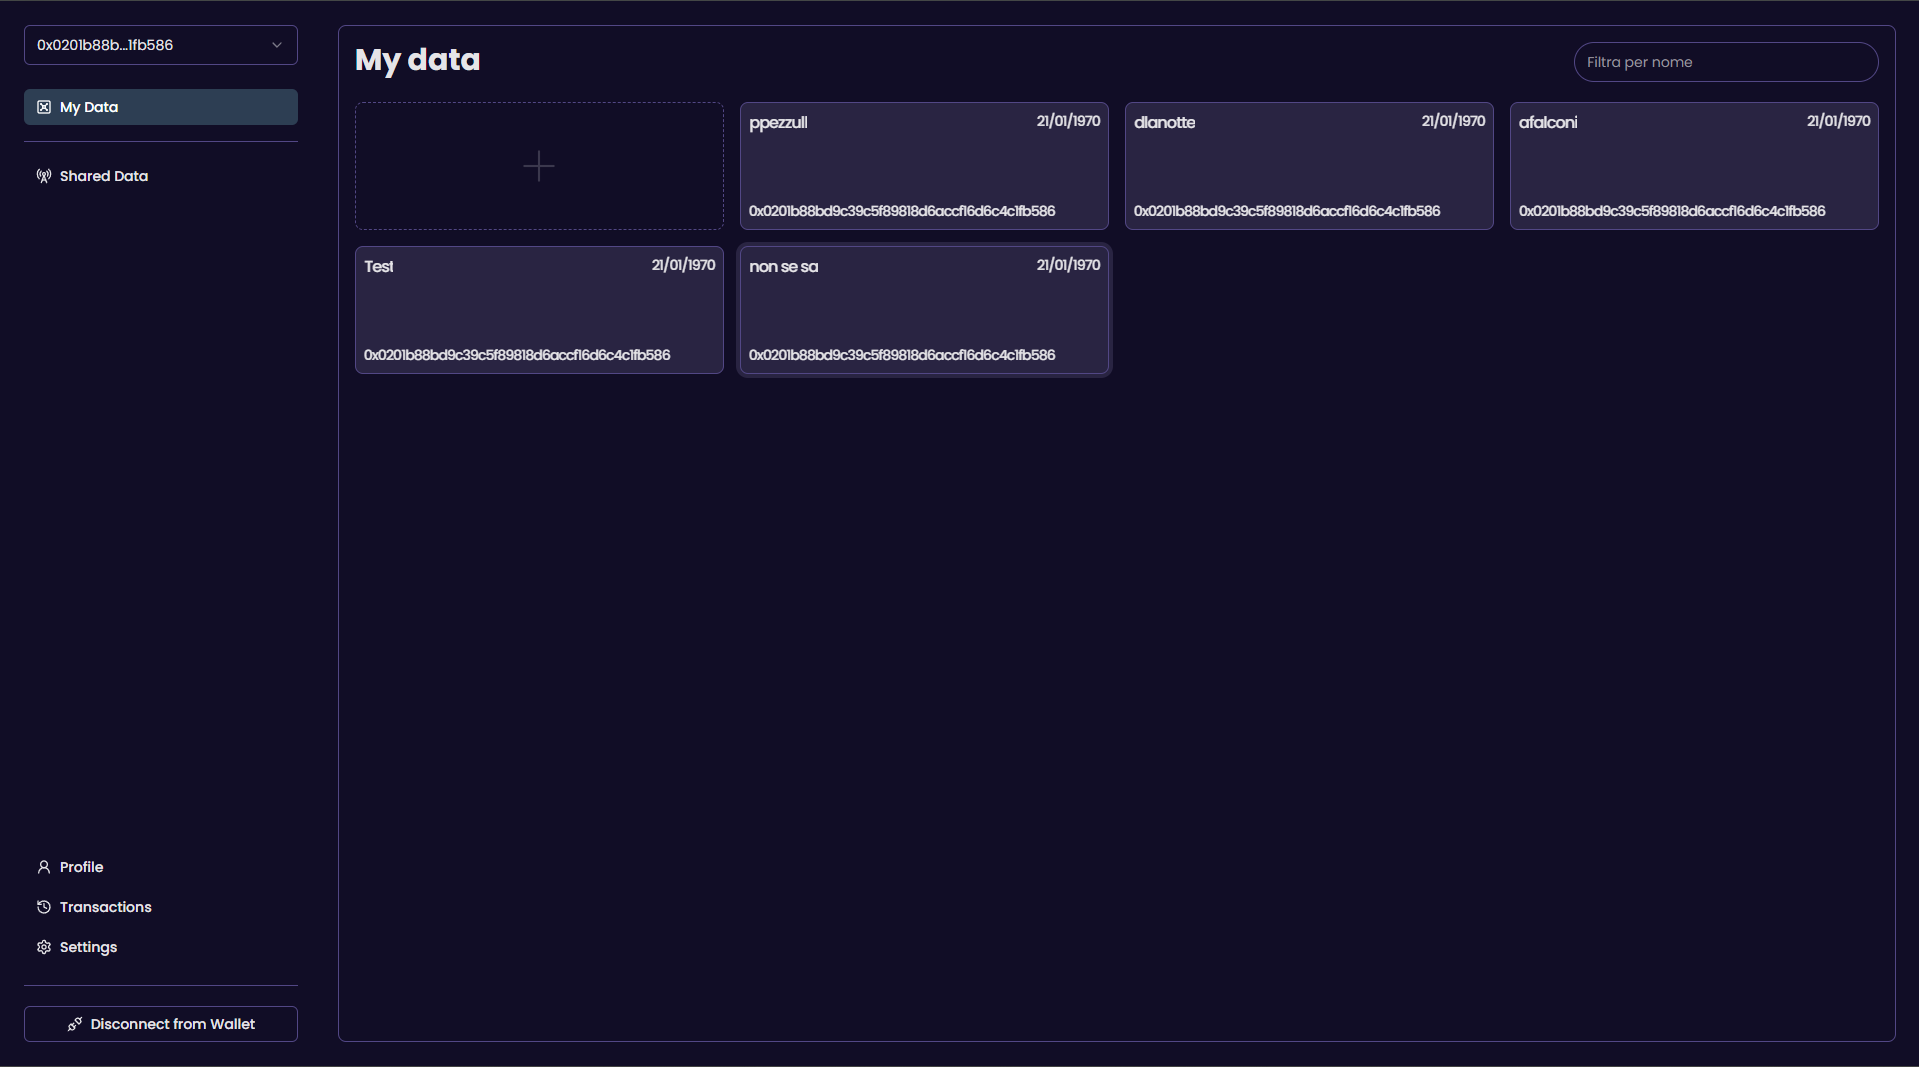 0x0201b88b...1fb586
My Data
Shared Data
Profile
Transactions
Settings
Disconnect from Wallet
My data
Filtra per nome
ppezzull 21/01/1970
0x0201b88bd9c39c5f89818d6accf16d6c4c1fb586
dlanotte 21/01/1970
0x0201b88bd9c39c5f89818d6accf16d6c4c1fb586
afalconi 21/01/1970
0x0201b88bd9c39c5f89818d6accf16d6c4c1fb586
Test 21/01/1970
0x0201b88bd9c39c5f89818d6accf16d6c4c1fb586
non se sa 21/01/1970
0x0201b88bd9c39c5f89818d6accf16d6c4c1fb586